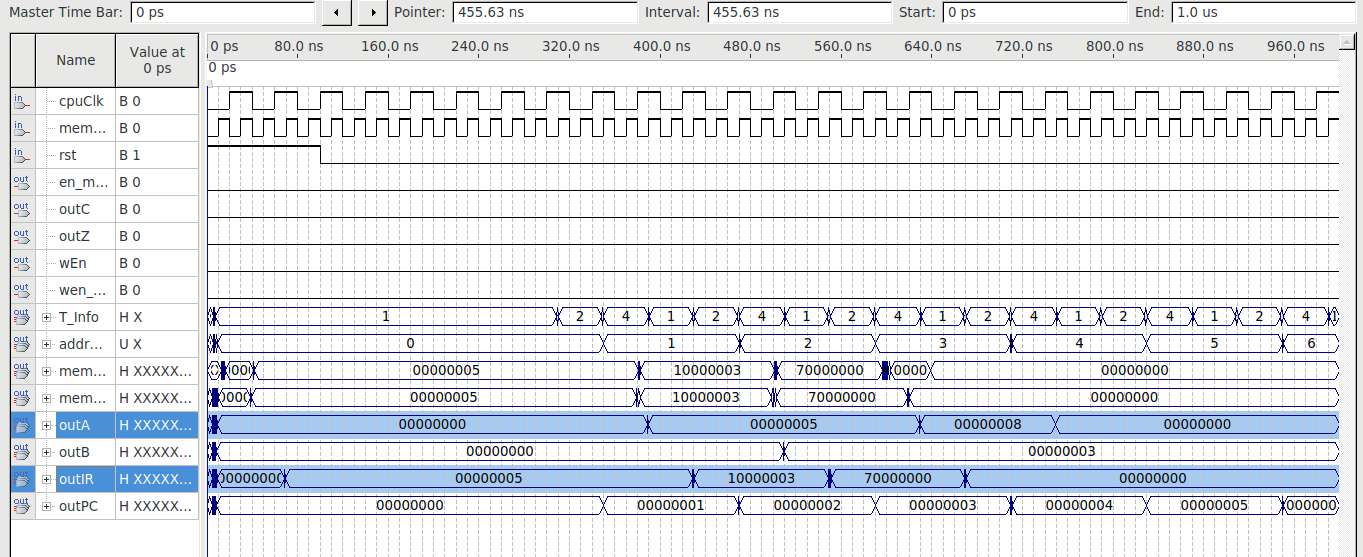 Master Time Bar: 0 ps Pointer: 455.63 ns Interval: 455.63 ns Start: 0 ps End: 1.0 us
Name Value at 0 ps
0 ps 80.0 ns 160.0 ns 240.0 ns 320.0 ns 400.0 ns 480.0 ns 560.0 ns 640.0 ns 720.0 ns 800.0 ns 880.0 ns 960.0 ns
0 ps
in cpuClk B 0
in mem... B 0
in rst B 1
out en_m... B 0
out outC B 0
out outZ B 0
out wEn B 0
out wen_... B 0
out T_Info H X 1 2 4 1 2 4 1 2 4 1 2 4 1 2 4 1 2 4
out addr... U X 0 1 2 3 4 5 6
out mem... H XXXXX... 00000005 10000003 70000000 0000 00000000
out mem... H XXXXX... 00000005 10000003 70000000 00000000
out outA H XXXXX... 00000000 00000005 00000008 00000000
out outB H XXXXX... 00000000 00000003
out outIR H XXXXX... 00000000 00000005 10000003 70000000 00000000
out outPC H XXXXX... 00000000 00000001 00000002 00000003 00000004 00000005 000000